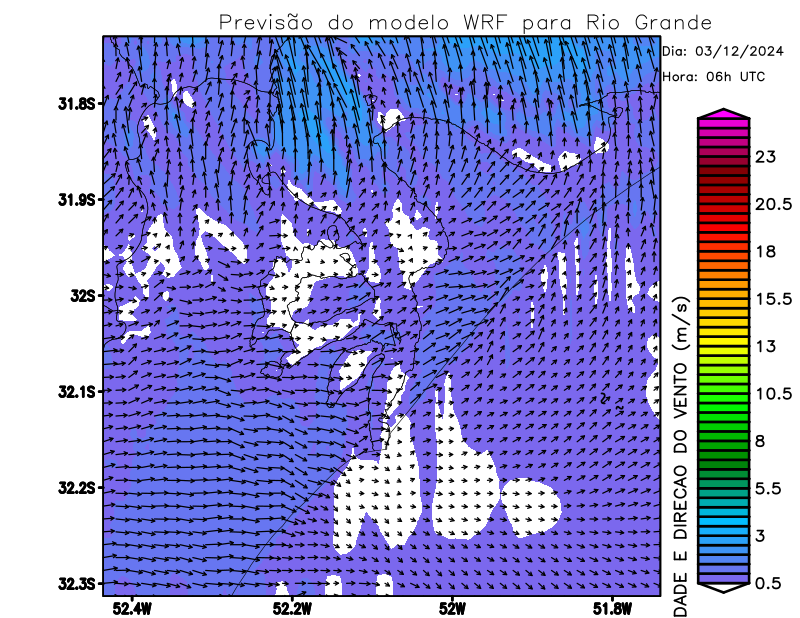 Previsão do modelo WRF para Rio Grande
Dia: 03/12/2024
Hora: 06h UTC
31.8S
31.9S
32S
32.1S
32.2S
32.3S
52.4W
52.2W
52W
51.8W
23
20.5
18
15.5
13
10.5
8
5.5
3
0.5
DADE E DIRECAO DO VENTO (m/s)